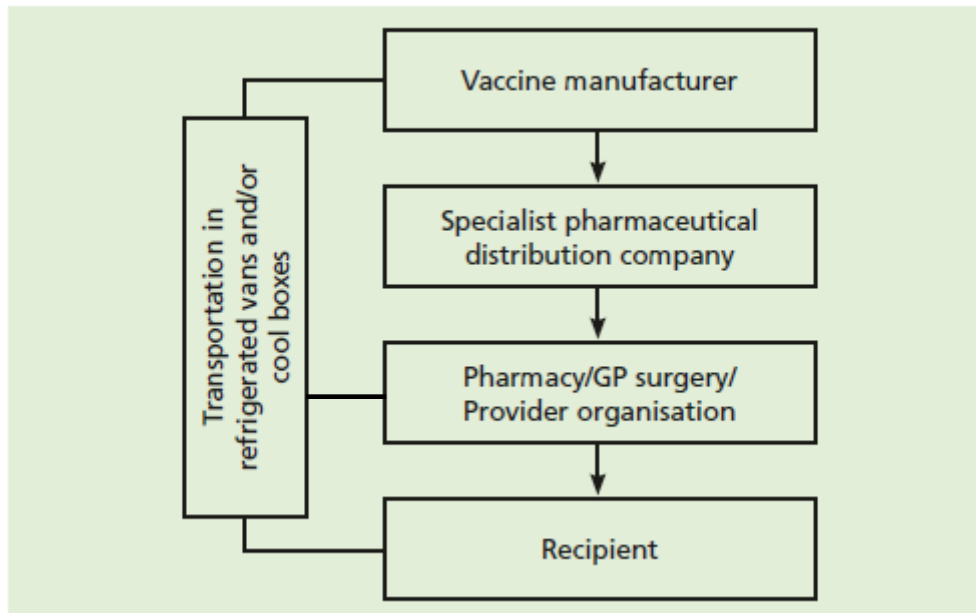 Vaccine manufacturer
Specialist pharmaceutical
distribution company
Pharmacy/GP surgery/
Provider organisation
Recipient
Transportation in
refrigerated vans and/or
cool boxes